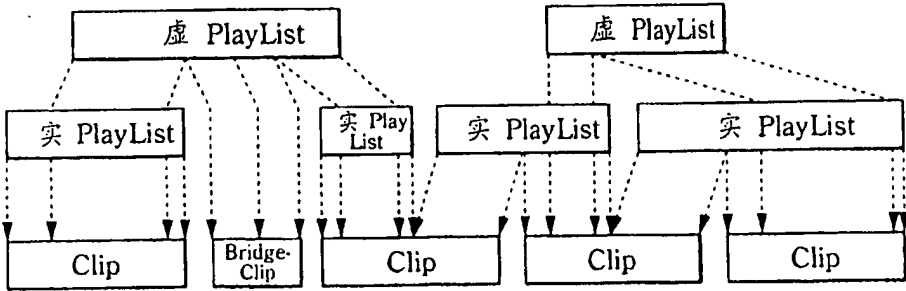 虚 PlayList
虚 PlayList
实 PlayList
实 Play
List
实 PlayList
实 PlayList
Clip
Bridge-
Clip
Clip
Clip
Clip